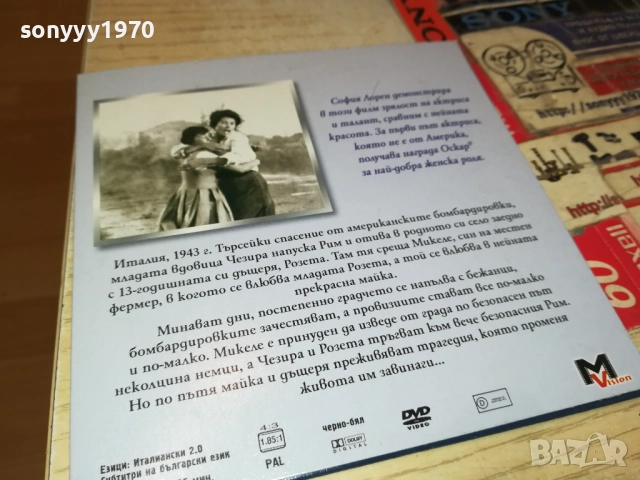 sonyyy1970
SONY
София Лорен демонстрира
в този филм зрялост на актриса
и талант, сравним с нейната
красота. За първи път актриса,
която не е от Америка,
получава награда Оскар®
за най-добра женска роля.
Италия, 1943 г. Търсейки спасение от американските бомбардировки,
младата вдовица Чезира напуска Рим и отива в родното си село заедно
с 13-годишната си дъщеря, Розета. Там тя среща Микеле, син на местен
фермер, в когото се влюбва младата Розета, а той се влюбва в нейната
прекрасна майка.
Минават дни, постепенно градчето се напълва с бежанци,
бомбардировките зачестяват, а провизиите стават все по-малко
и по-малко. Микеле е принуден да изведе от града по безопасен път
неколцина немци, а Чезира и Розета тръгват към вече безопасния Рим.
Но по пътя майка и дъщеря преживяват трагедия, която променя
живота им завинаги...
M Vision
4:3
1.85:1
PAL
черно-бял
DOLBY DIGITAL
DVD VIDEO
D
Езици: Италиански 2.0
Субтитри на български език
мин.
http://
http://
90
BAZAR.BG